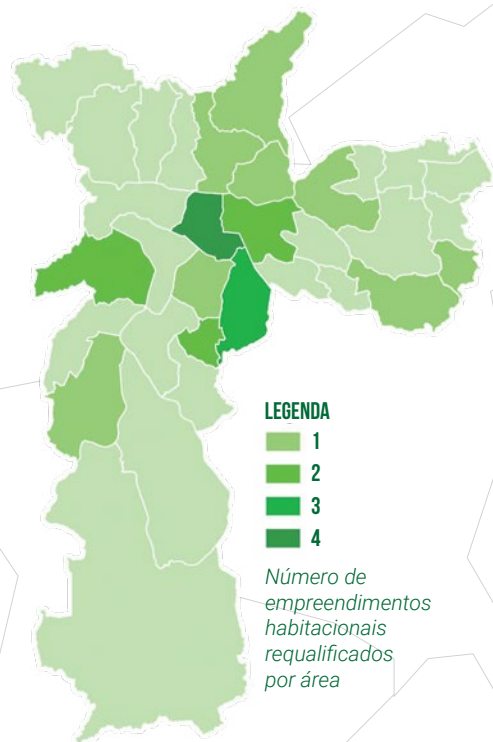 LEGENDA
1
2
3
4
Número de
empreendimentos
habitacionais
requalificados
por área